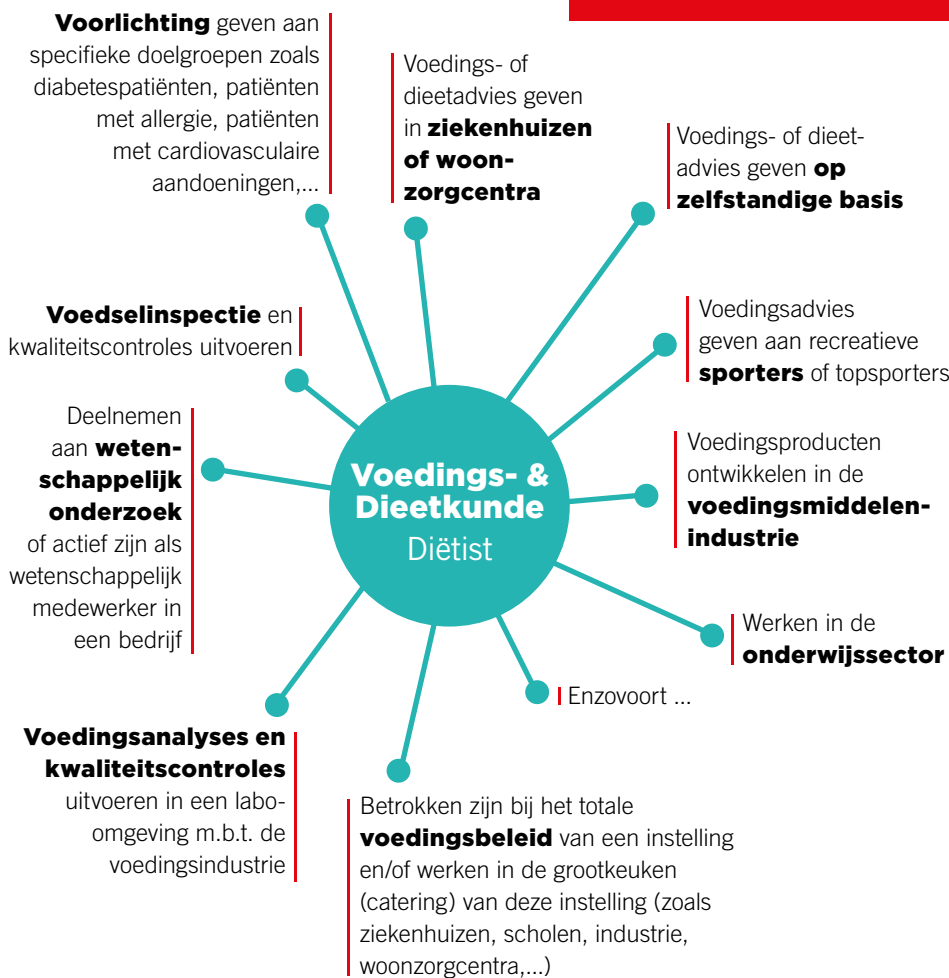 Voorlichting geven aan
specifieke doelgroepen zoals
diabetespatiënten, patiënten
met allergie, patiënten
met cardiovasculaire
aandoeningen,...
Voedings- of
dieetadvies geven
in ziekenhuizen
of woon-
zorgcentra
Voedings- of dieet-
advies geven op
zelfstandige basis
Voedselinspectie en
kwaliteitscontroles uitvoeren
Voedingsadvies
geven aan recreatieve
sporters of topsporters
Deelnemen
aan weten-
schappelijk
onderzoek
of actief zijn als
wetenschappelijk
medewerker in
een bedrijf
Voedings- &
Dieetkunde
Diëtist
Voedingsproducten
ontwikkelen in de
voedingsmiddelen-
industrie
Werken in de
onderwijssector
Enzovoort ...
Voedingsanalyses en
kwaliteitscontroles
uitvoeren in een labo-
omgeving m.b.t. de
voedingsindustrie
Betrokken zijn bij het totale
voedingsbeleid van een instelling
en/of werken in de grootkeuken
(catering) van deze instelling (zoals
ziekenhuizen, scholen, industrie,
woonzorgcentra,...)